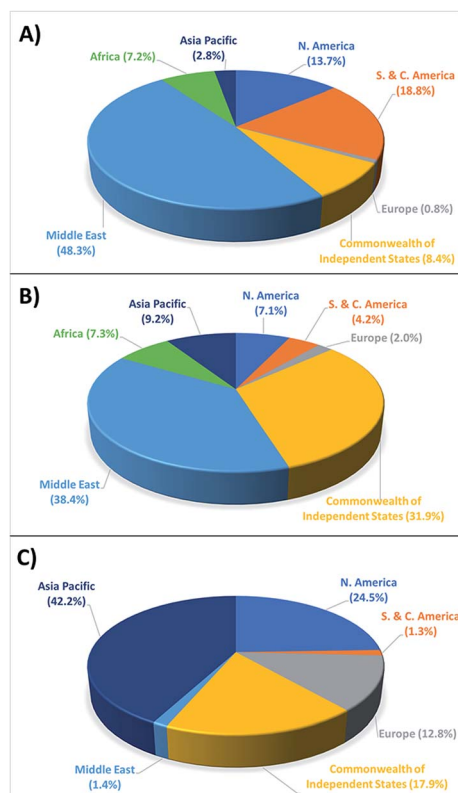 A)
Asia Pacific
(2.8%)
N. America
(13.7%)
Africa (7.2%)
S. & C. America
(18.8%)
Europe (0.8%)
Middle East
(48.3%)
Commonwealth of
Independent States (8.4%)
B)
Asia Pacific
(9.2%)
N. America
(7.1%)
S. & C. America
(4.2%)
Africa (7.3%)
Europe (2.0%)
Middle East
(38.4%)
Commonwealth of
Independent States (31.9%)
C)
Asia Pacific
(42.2%)
N. America
(24.5%)
S. & C. America
(1.3%)
Europe (12.8%)
Middle East
(1.4%)
Commonwealth of
Independent States (17.9%)